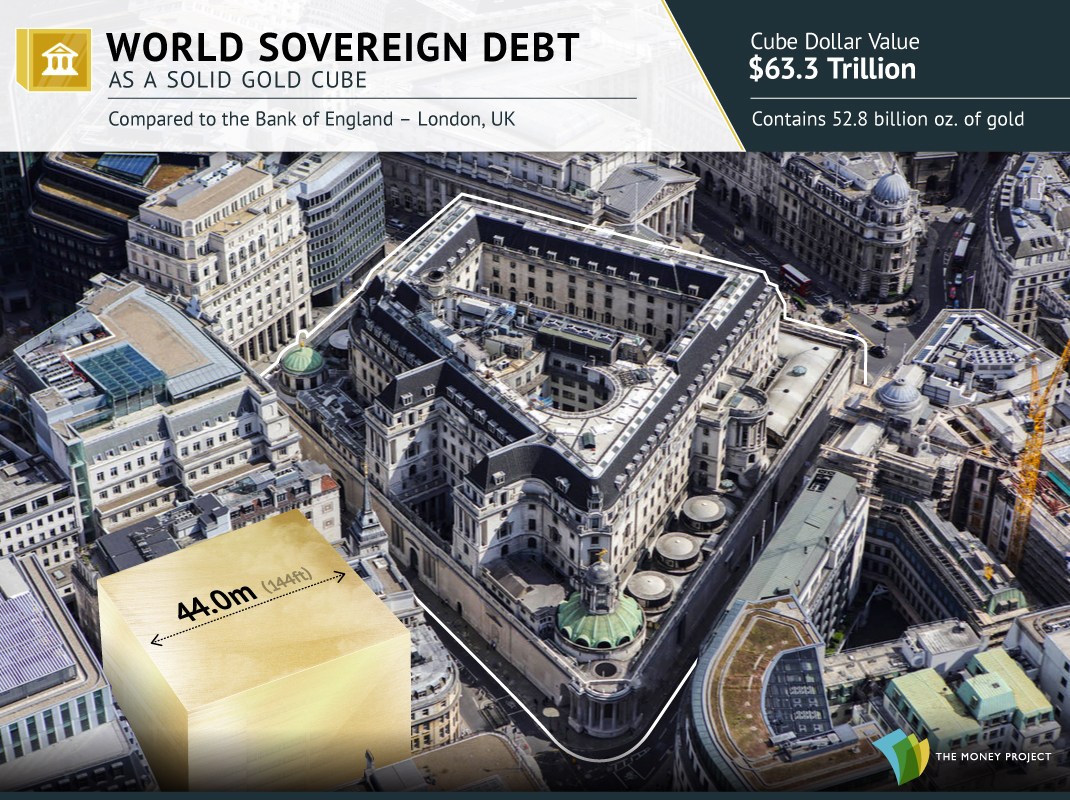 WORLD SOVEREIGN DEBT
AS A SOLID GOLD CUBE
Compared to the Bank of England – London, UK
Cube Dollar Value
$63.3 Trillion
Contains 52.8 billion oz. of gold
44.0m (144ft)
THE MONEY PROJECT